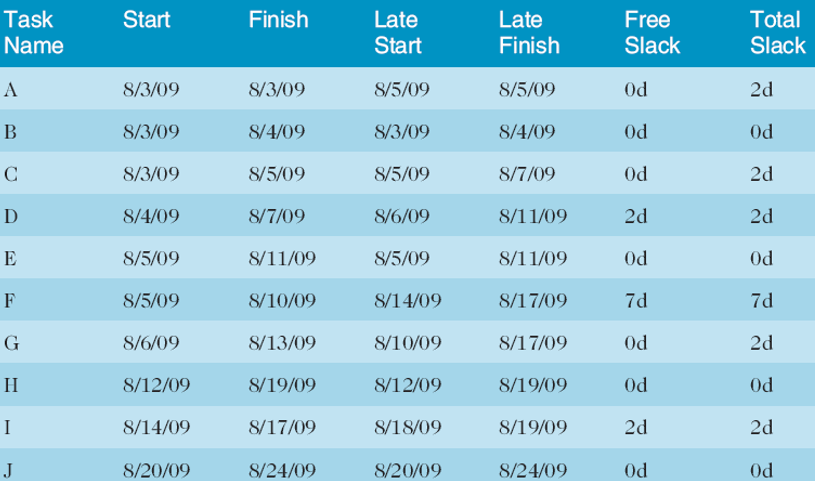 Task Name Start Finish Late Start Late Finish Free Slack Total Slack
A 8/3/09 8/3/09 8/5/09 8/5/09 0d 2d
B 8/3/09 8/4/09 8/3/09 8/4/09 0d 0d
C 8/3/09 8/5/09 8/5/09 8/7/09 0d 2d
D 8/4/09 8/7/09 8/6/09 8/11/09 2d 2d
E 8/5/09 8/11/09 8/5/09 8/11/09 0d 0d
F 8/5/09 8/10/09 8/14/09 8/17/09 7d 7d
G 8/6/09 8/13/09 8/10/09 8/17/09 0d 2d
H 8/12/09 8/19/09 8/12/09 8/19/09 0d 0d
I 8/14/09 8/17/09 8/18/09 8/19/09 2d 2d
J 8/20/09 8/24/09 8/20/09 8/24/09 0d 0d